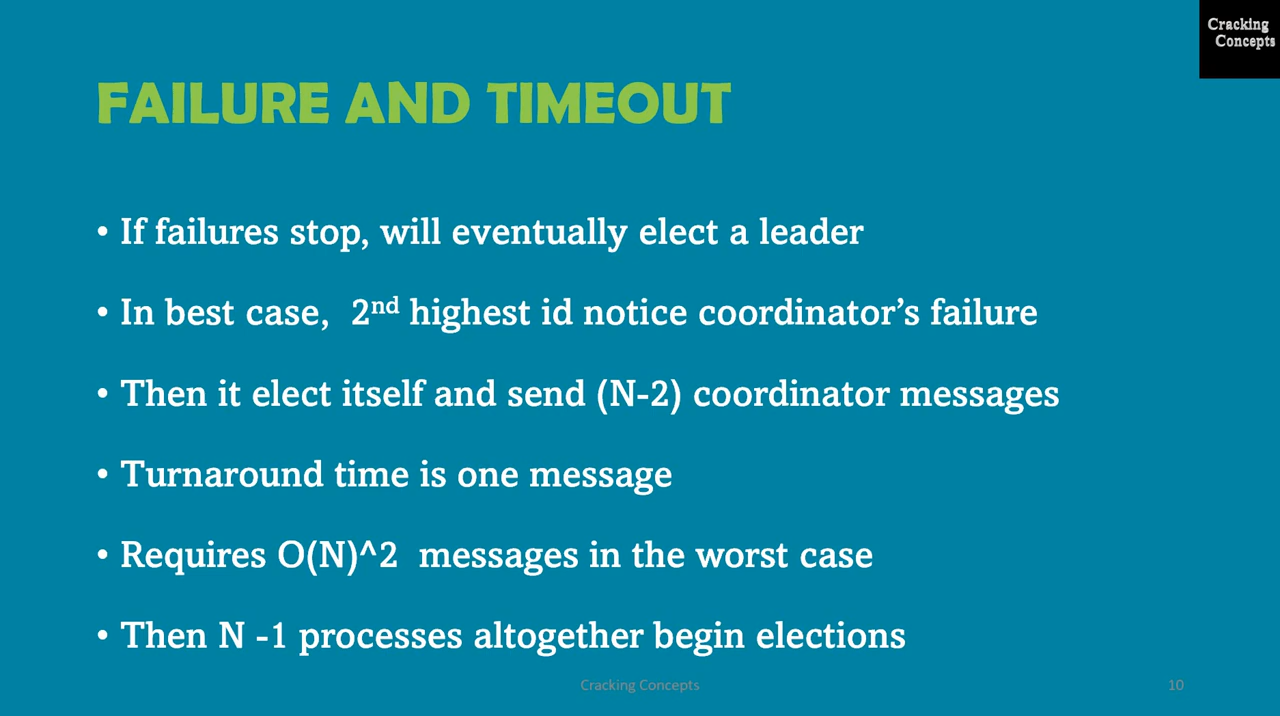 Cracking
Concepts
FAILURE AND TIMEOUT
• If failures stop, will eventually elect a leader
• In best case, 2nd highest id notice coordinator’s failure
• Then it elect itself and send (N-2) coordinator messages
• Turnaround time is one message
• Requires O(N)^2 messages in the worst case
• Then N -1 processes altogether begin elections
Cracking Concepts
10